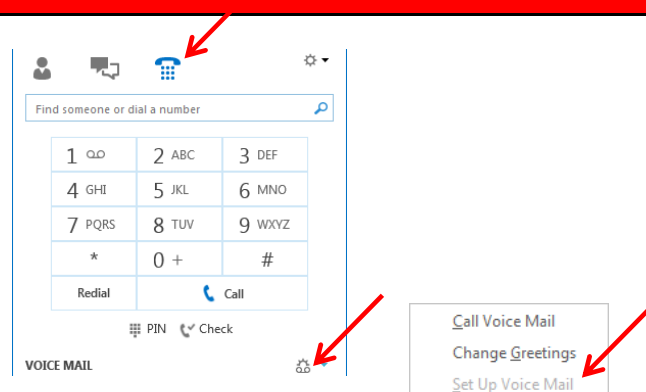 Find someone or dial a number
1 2 ABC 3 DEF
4 GHI 5 JKL 6 MNO
7 PQRS 8 TUV 9 WXYZ
* 0 + #
Redial Call
PIN Check
VOICE MAIL
Call Voice Mail
Change Greetings
Set Up Voice Mail